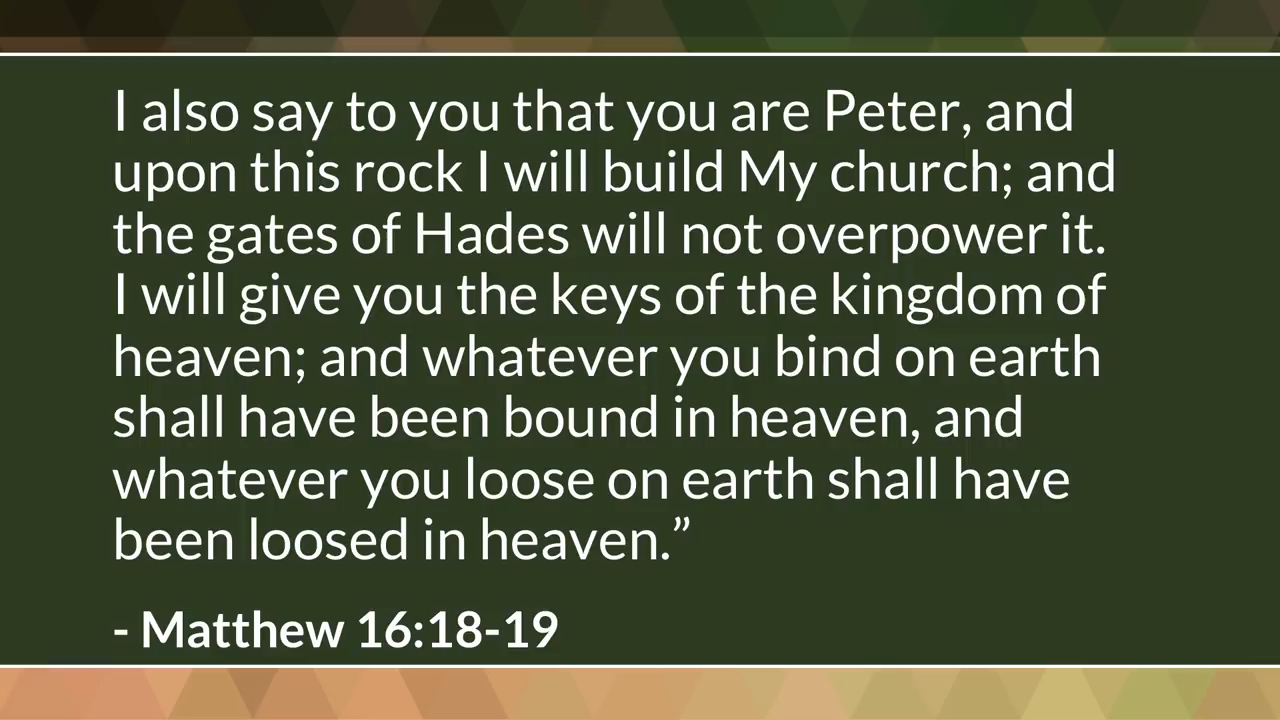 I also say to you that you are Peter, and
upon this rock I will build My church; and
the gates of Hades will not overpower it.
I will give you the keys of the kingdom of
heaven; and whatever you bind on earth
shall have been bound in heaven, and
whatever you loose on earth shall have
been loosed in heaven.”
- Matthew 16:18-19